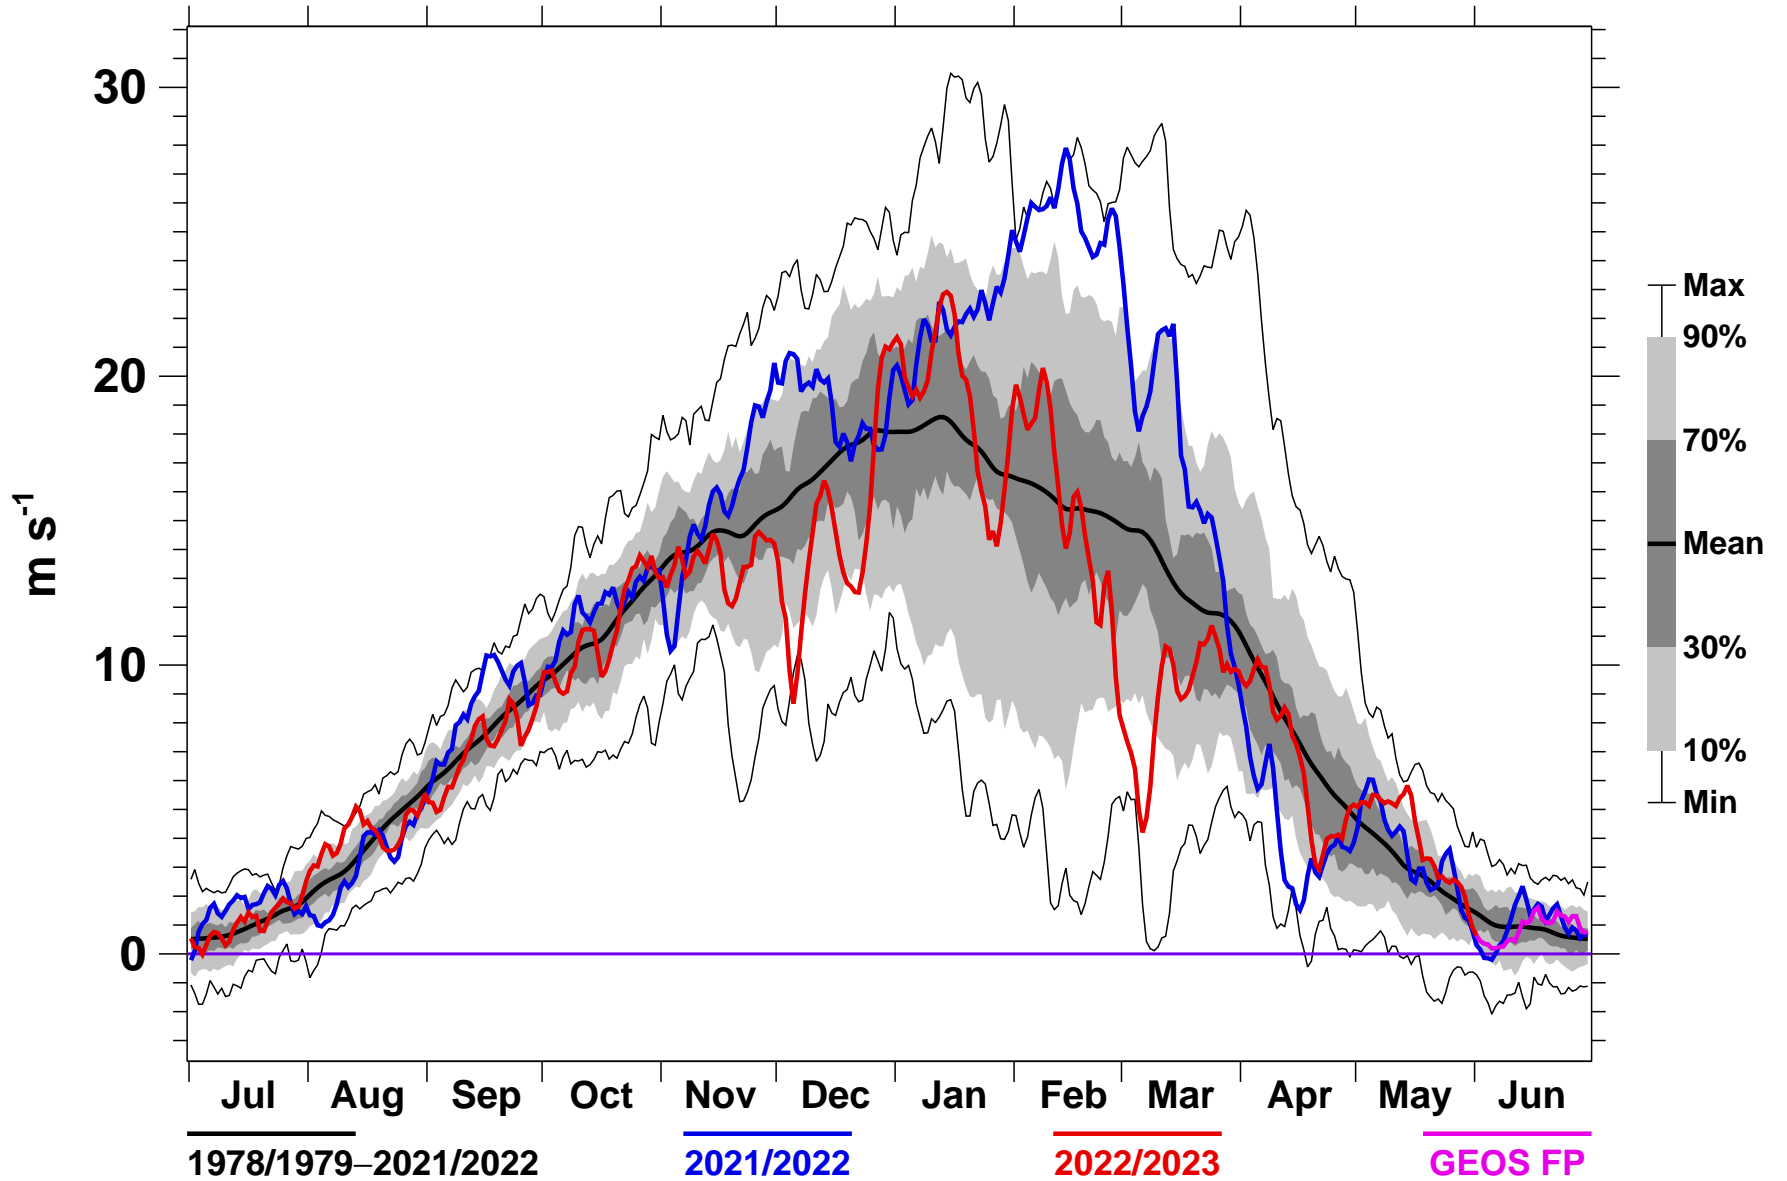 30
20
10
0
m s-1
Max
90%
70%
Mean
30%
10%
Min
Jul Aug Sep Oct Nov Dec Jan Feb Mar Apr May Jun
1978/1979–2021/2022 2021/2022 2022/2023 GEOS FP